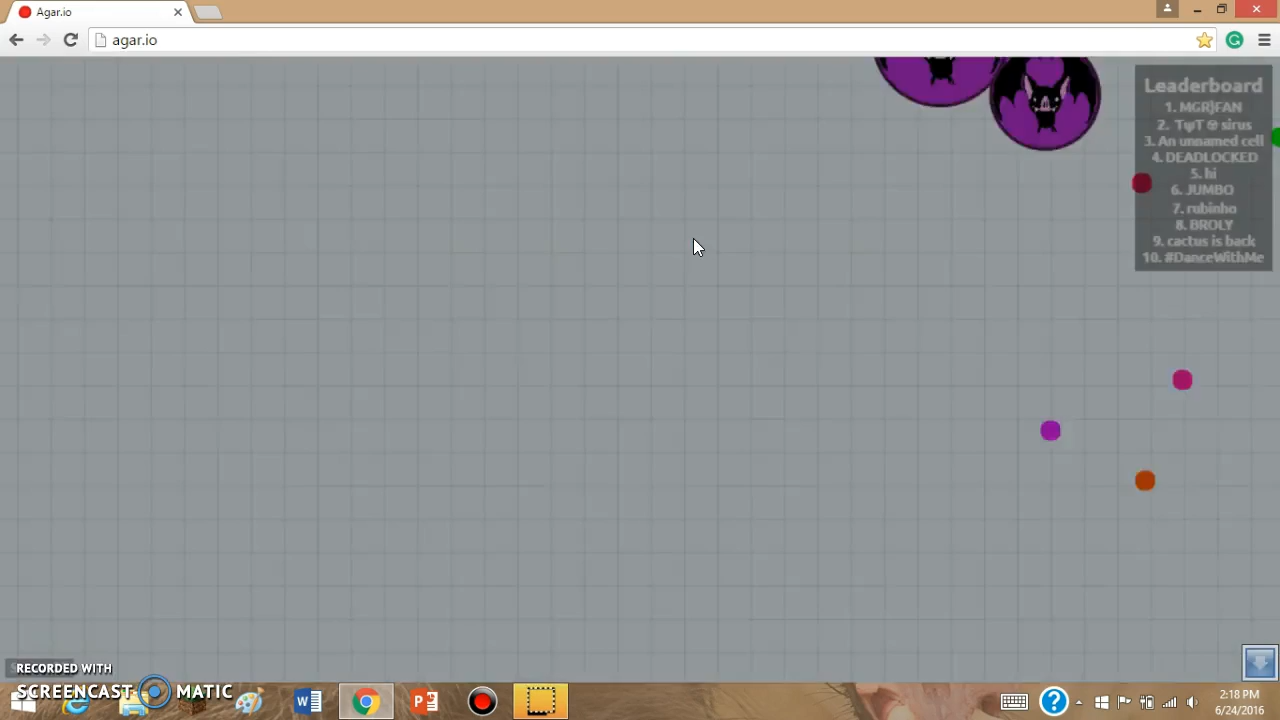 Agar.io
agar.io
Leaderboard
1. MGR}FAN
2. TψT ☮ sirus
3. An unnamed cell
4. DEADLOCKED
5. hi
6. JUMBO
7. rubinho
8. BROLY
9. cactus is back
10. #DanceWithMe
RECORDED WITH
SCREENCAST MATIC
2:18 PM
6/24/2016